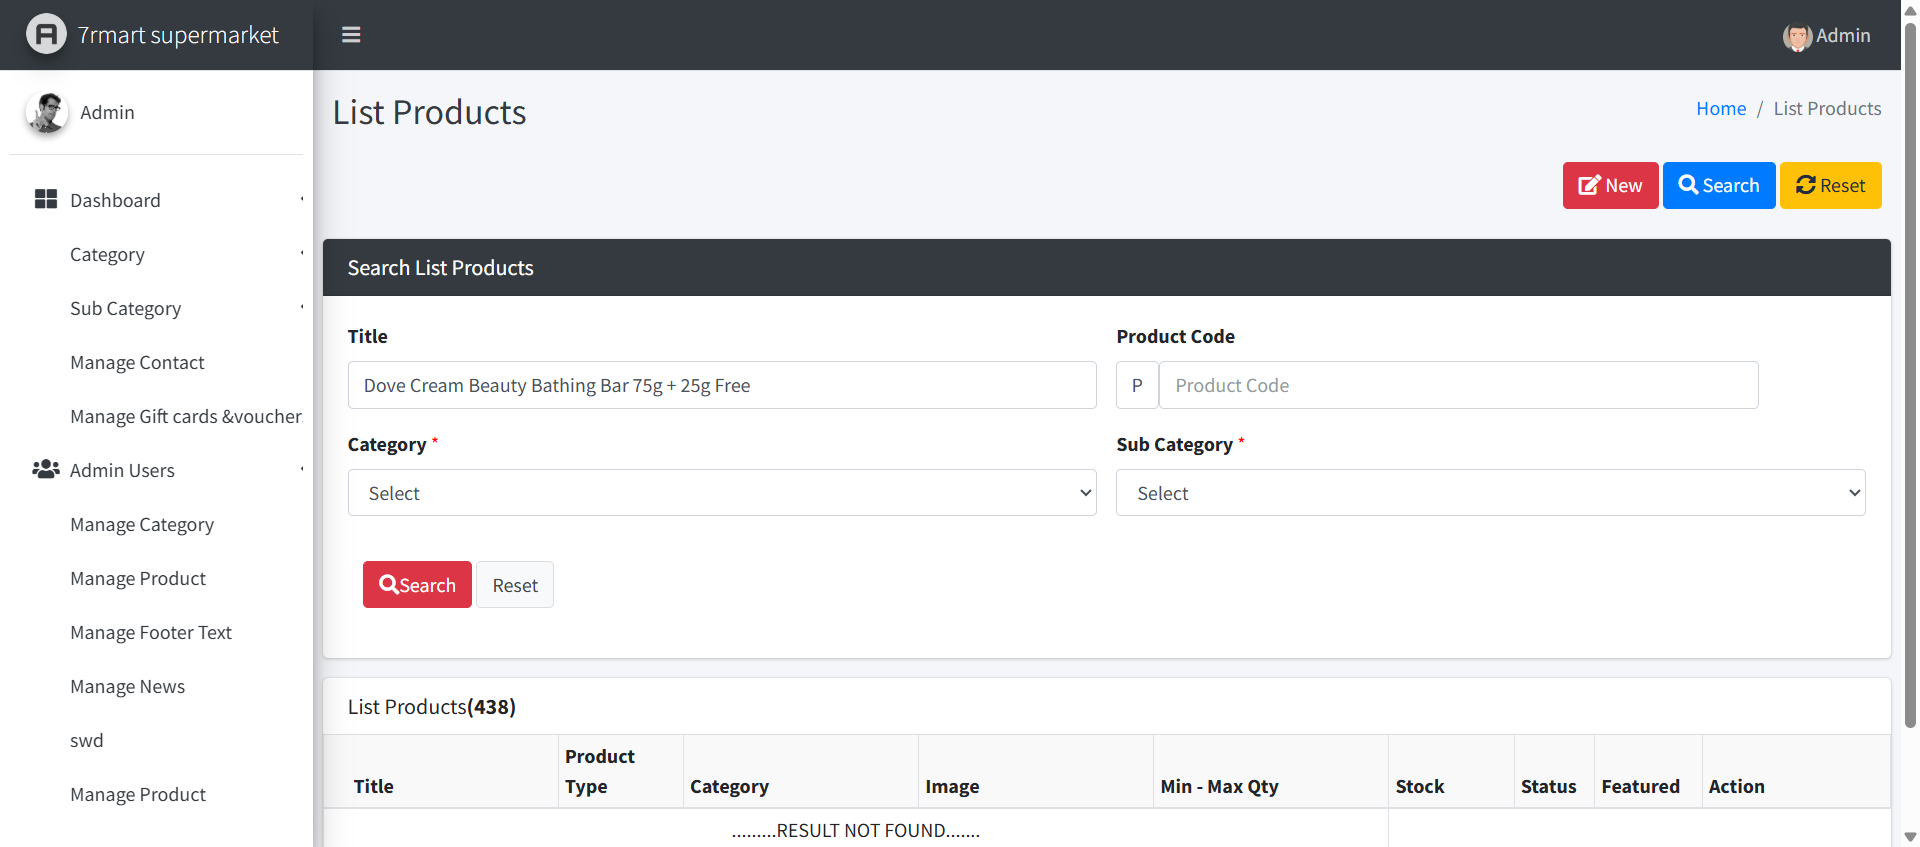 7rmart supermarket
Admin
Admin
List Products
Home / List Products
New
Search
Reset
Dashboard
Category
Sub Category
Manage Contact
Manage Gift cards &voucher
Admin Users
Manage Category
Manage Product
Manage Footer Text
Manage News
swd
Manage Product
Search List Products
Title
Product Code
Dove Cream Beauty Bathing Bar 75g + 25g Free
P
Product Code
Category *
Sub Category *
Select
Select
Search
Reset
List Products(438)
Title
Product Type
Category
Image
Min - Max Qty
Stock
Status
Featured
Action
.........RESULT NOT FOUND.......